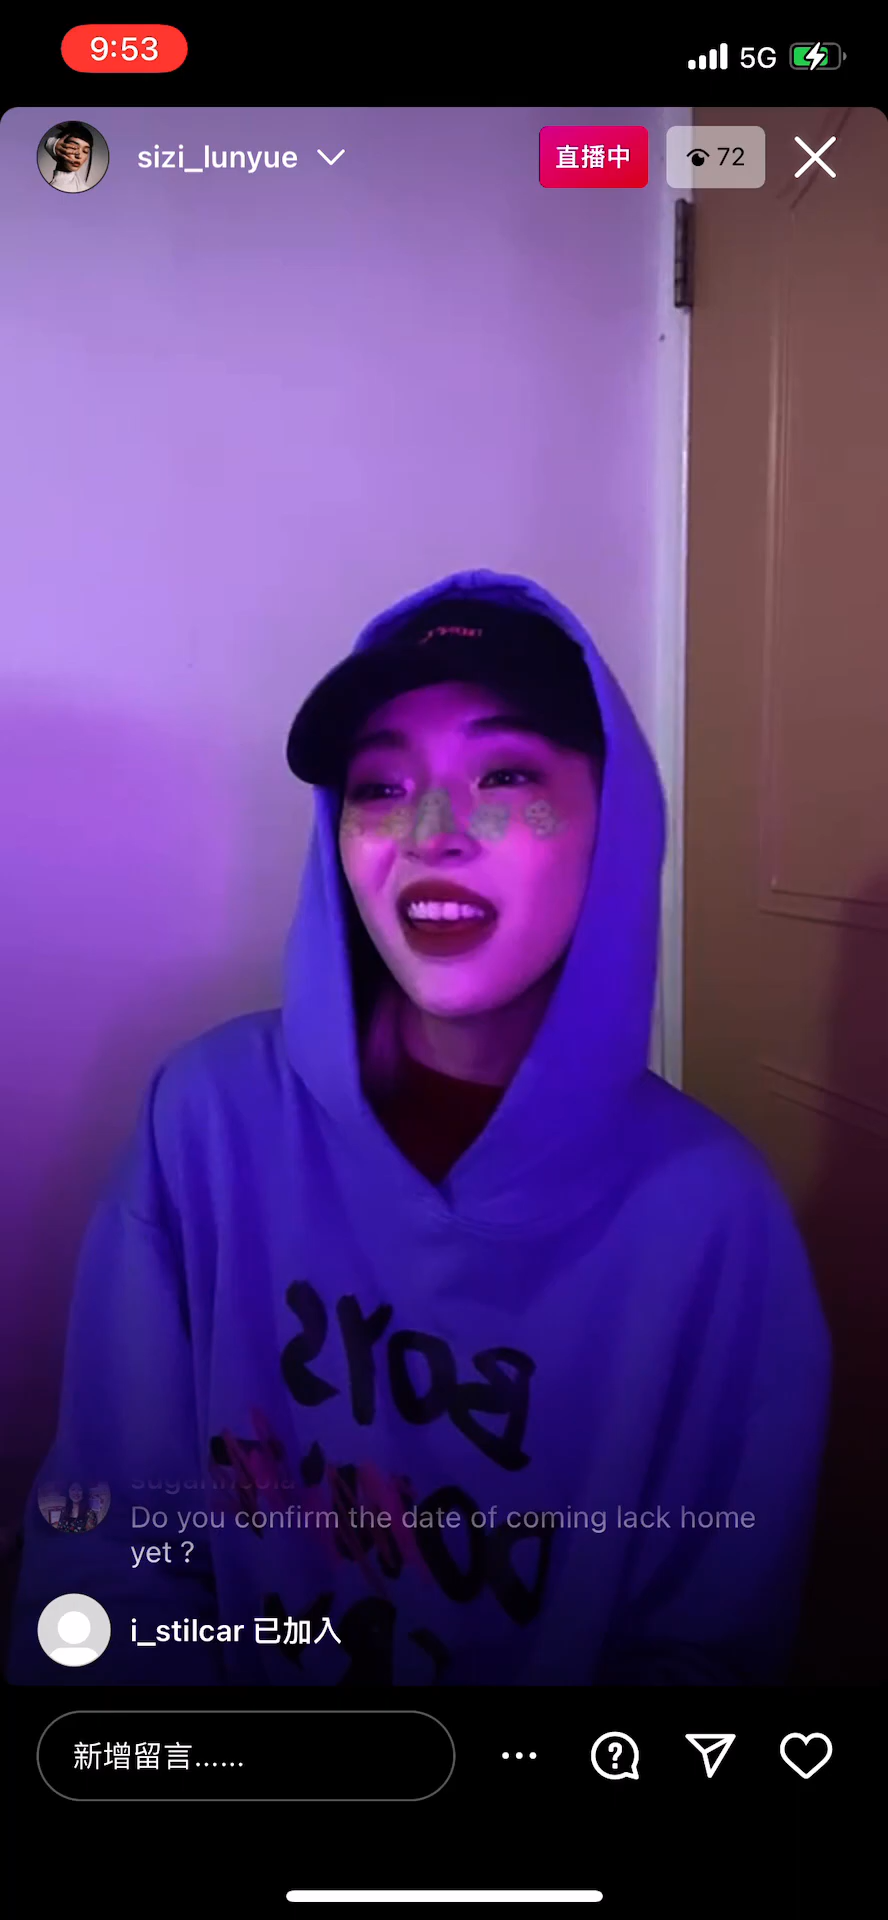 9:53
5G
sizi_lunyue
直播中
72
BOYS
Do you confirm the date of coming lack home
yet ?
i_stilcar 已加入
新增留言......